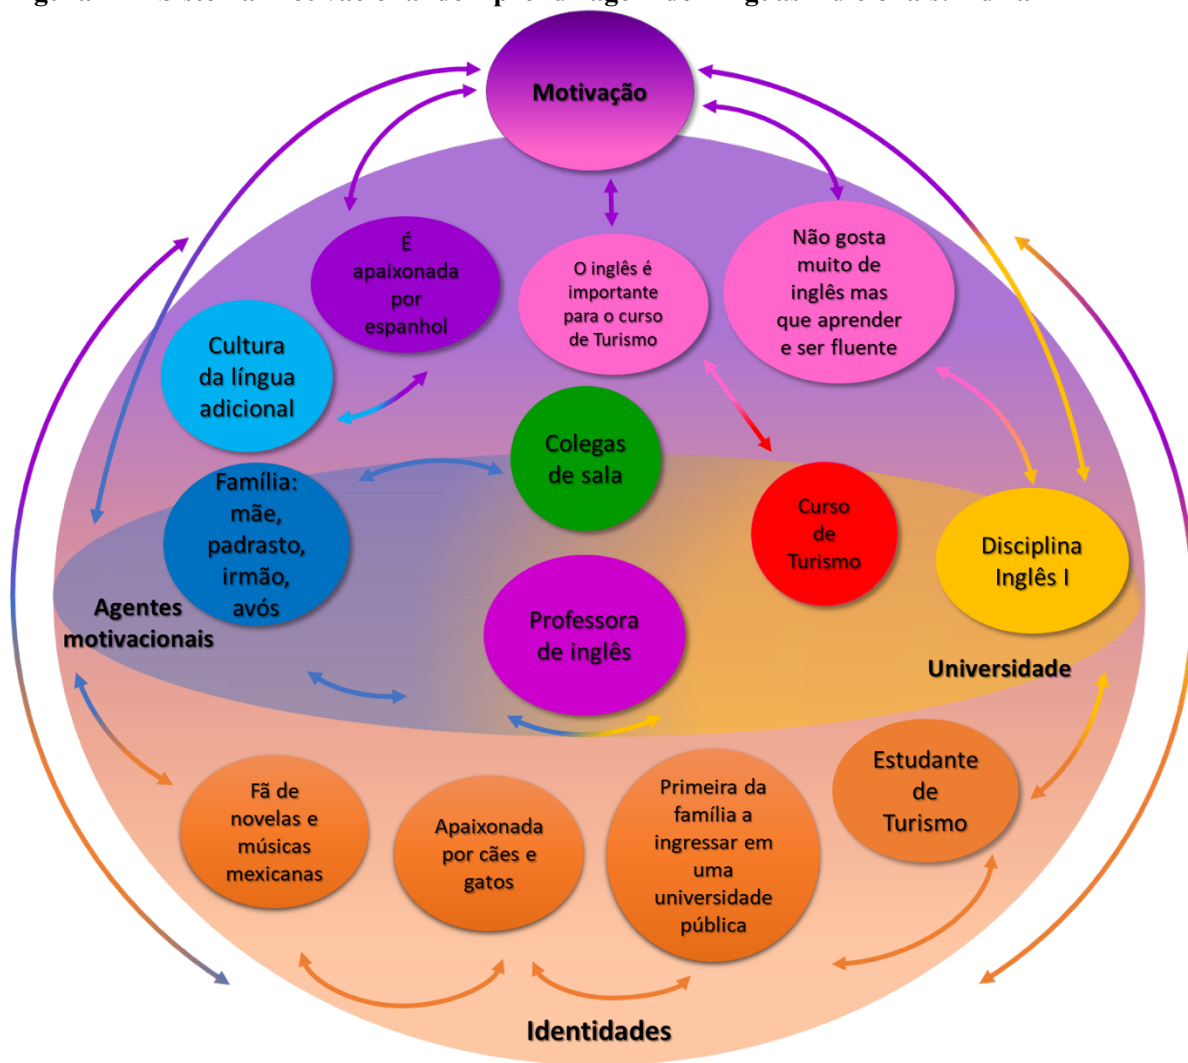 Motivação
É
apaixonada
por
espanhol
O inglês é
importante
para o curso
de Turismo
Não gosta
muito de
inglês mas
que aprender
e ser fluente
Cultura
da língua
adicional
Colegas
de sala
Família:
mãe,
padrasto,
irmão,
avós
Curso
de
Turismo
Disciplina
Inglês I
Agentes
motivacionais
Professora
de inglês
Universidade
Fã de
novelas e
músicas
mexicanas
Apaixonada
por cães e
gatos
Primeira da
família a
ingressar em
uma
universidade
pública
Estudante
de
Turismo
Identidades